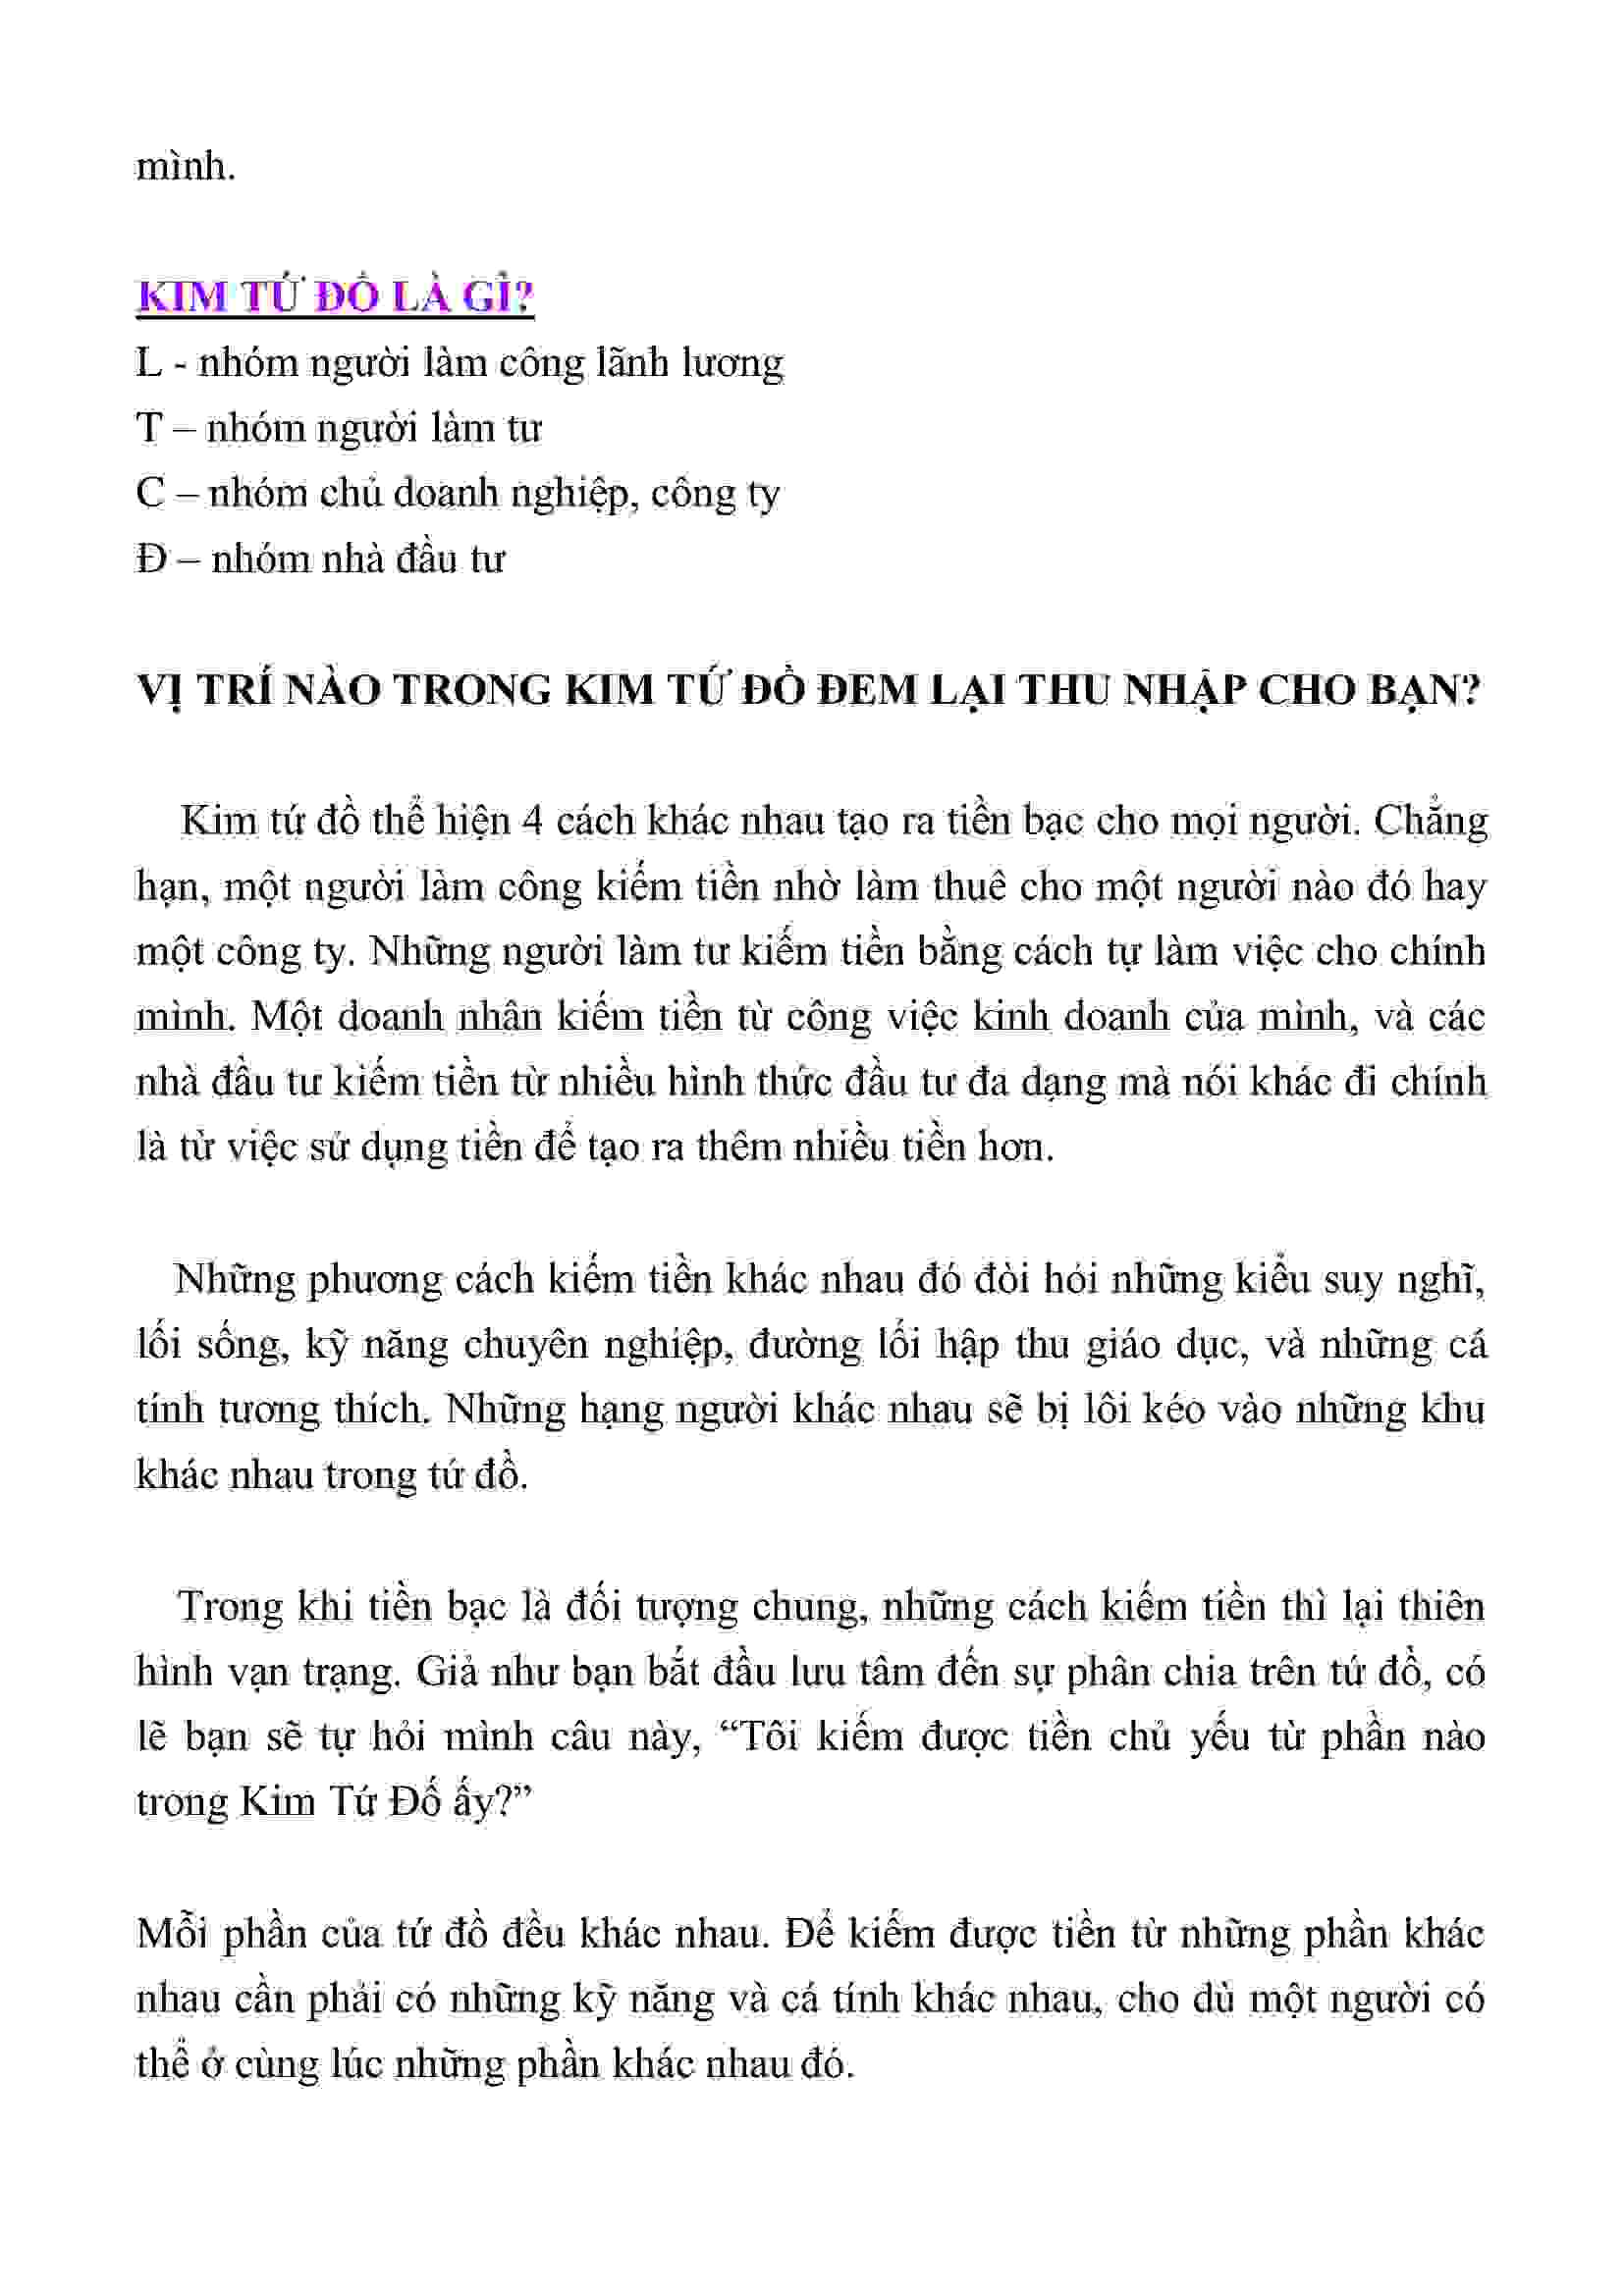 mình.
KIM TỨ ĐỒ LÀ GÌ?
L - nhóm người làm công lãnh lương
T – nhóm người làm tư
C – nhóm chủ doanh nghiệp, công ty
Đ – nhóm nhà đầu tư
VỊ TRÍ NÀO TRONG KIM TỨ ĐỒ ĐEM LẠI THU NHẬP CHO BẠN?
Kim tứ đồ thể hiện 4 cách khác nhau tạo ra tiền bạc cho mọi người. Chẳng
hạn, một người làm công kiếm tiền nhờ làm thuê cho một người nào đó hay
một công ty. Những người làm tư kiếm tiền bằng cách tự làm việc cho chính
mình. Một doanh nhân kiếm tiền từ công việc kinh doanh của mình, và các
nhà đầu tư kiếm tiền từ nhiều hình thức đầu tư đa dạng mà nói khác đi chính
là từ việc sử dụng tiền để tạo ra thêm nhiều tiền hơn.
Những phương cách kiếm tiền khác nhau đó đòi hỏi những kiểu suy nghĩ,
lối sống, kỹ năng chuyên nghiệp, đường lối hập thu giáo dục, và những cá
tính tương thích. Những hạng người khác nhau sẽ bị lôi kéo vào những khu
khác nhau trong tứ đồ.
Trong khi tiền bạc là đối tượng chung, những cách kiếm tiền thì lại thiên
hình vạn trạng. Giả như bạn bắt đầu lưu tâm đến sự phân chia trên tứ đồ, có
lẽ bạn sẽ tự hỏi mình câu này, “Tôi kiếm được tiền chủ yếu từ phần nào
trong Kim Tứ Đố ấy?”
Mỗi phần của tứ đồ đều khác nhau. Để kiếm được tiền từ những phần khác
nhau cần phải có những kỹ năng và cá tính khác nhau, cho dù một người có
thể ở cùng lúc những phần khác nhau đó.